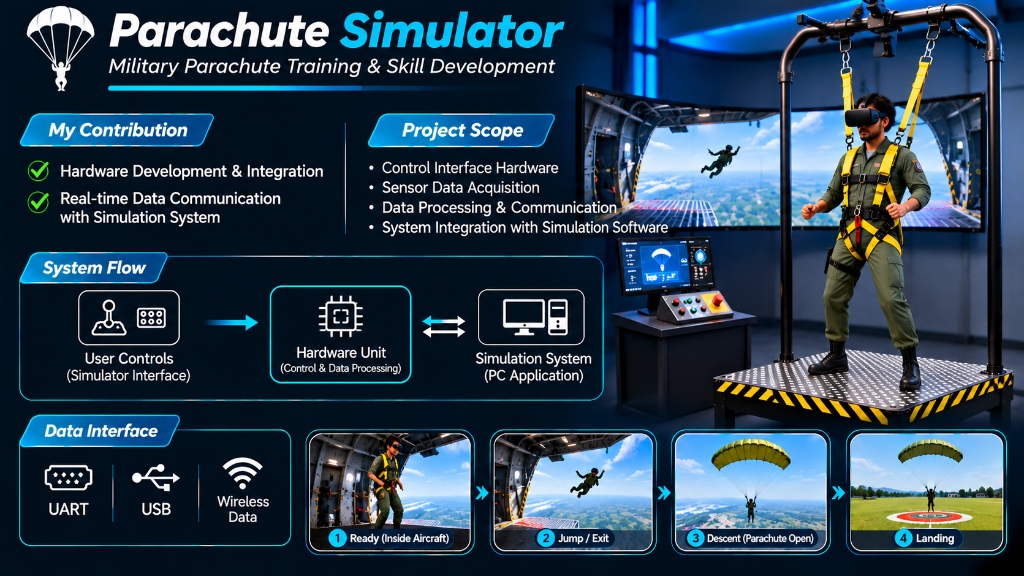 Parachute Simulator
Military Parachute Training & Skill Development
My Contribution
Hardware Development & Integration
Real-time Data Communication
with Simulation System
Project Scope
• Control Interface Hardware
• Sensor Data Acquisition
• Data Processing & Communication
• System Integration with Simulation Software
System Flow
User Controls
(Simulator Interface)
Hardware Unit
(Control & Data Processing)
Simulation System
(PC Application)
Data Interface
UART
USB
Wireless
Data
1 Ready (Inside Aircraft)
2 Jump / Exit
3 Descent (Parachute Open)
4 Landing